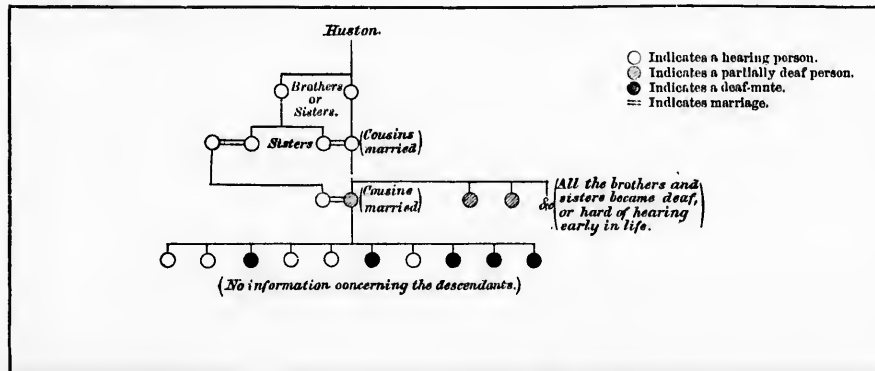 Huston.
Indicates a hearing person.
Indicates a partially deaf person.
Indicates a deaf-mute.
Indicates marriage.
Brothers
or
Sisters.
Sisters
(Cousins
married)
(Cousins
married)
&c
(All the brothers and
sisters became deaf,
or hard of hearing
early in life.)
(No information concerning the descendants.)